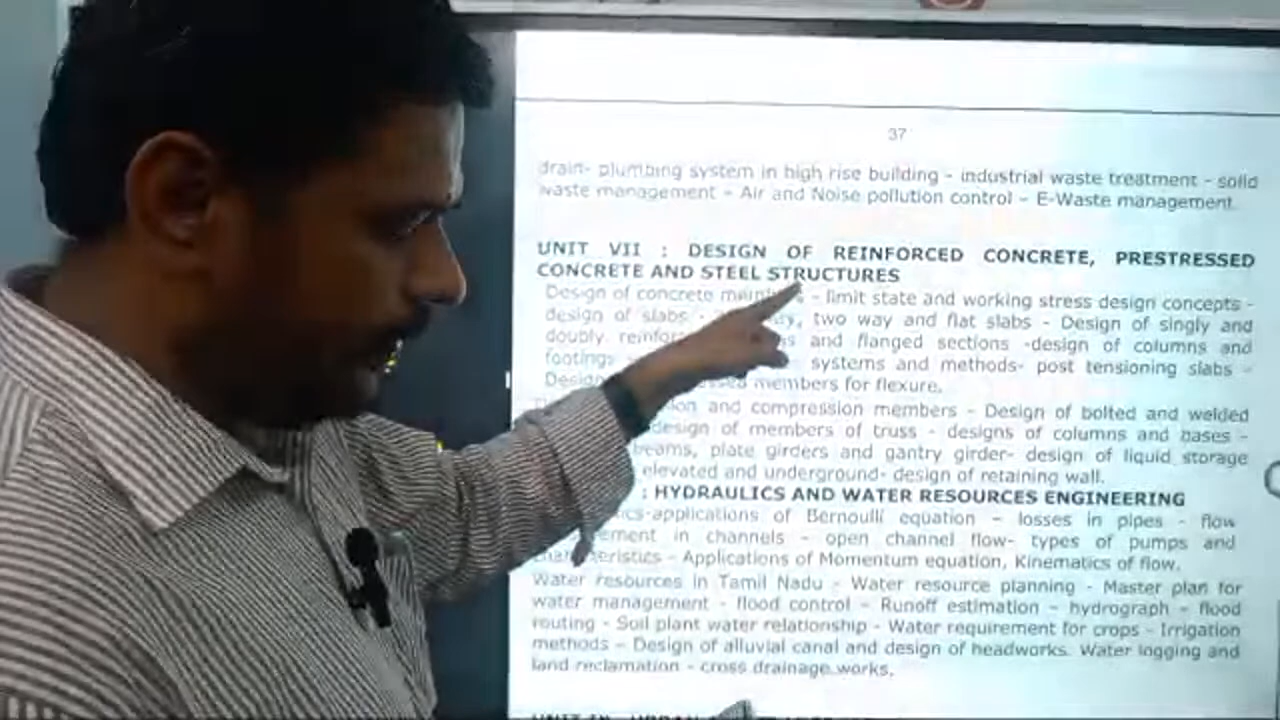 37
drain- plumbing system in high rise building - industrial waste treatment - solid
waste management – Air and Noise pollution control – E-Waste management.
UNIT VII : DESIGN OF REINFORCED CONCRETE, PRESTRESSED
CONCRETE AND STEEL STRUCTURES
Design of concrete - limit state and working stress design concepts -
design of slabs - two way and flat slabs - Design of singly and
doubly and flanged sections -design of columns and
footings systems and methods- post tensioning slabs -
members for flexure.
and compression members - Design of bolted and welded
design of members of truss - designs of columns and bases -
beams, plate girders and gantry girder- design of liquid storage
elevated and underground- design of retaining wall.
: HYDRAULICS AND WATER RESOURCES ENGINEERING
-applications of Bernoulli equation – losses in pipes - flow
in channels – open channel flow- types of pumps and
- Applications of Momentum equation, Kinematics of flow.
Water resources in Tamil Nadu - Water resource planning - Master plan for
water management - flood control – Runoff estimation – hydrograph – flood
routing - Soil plant water relationship - Water requirement for crops - Irrigation
methods – Design of alluvial canal and design of headworks. Water logging and
land reclamation - cross drainage works.